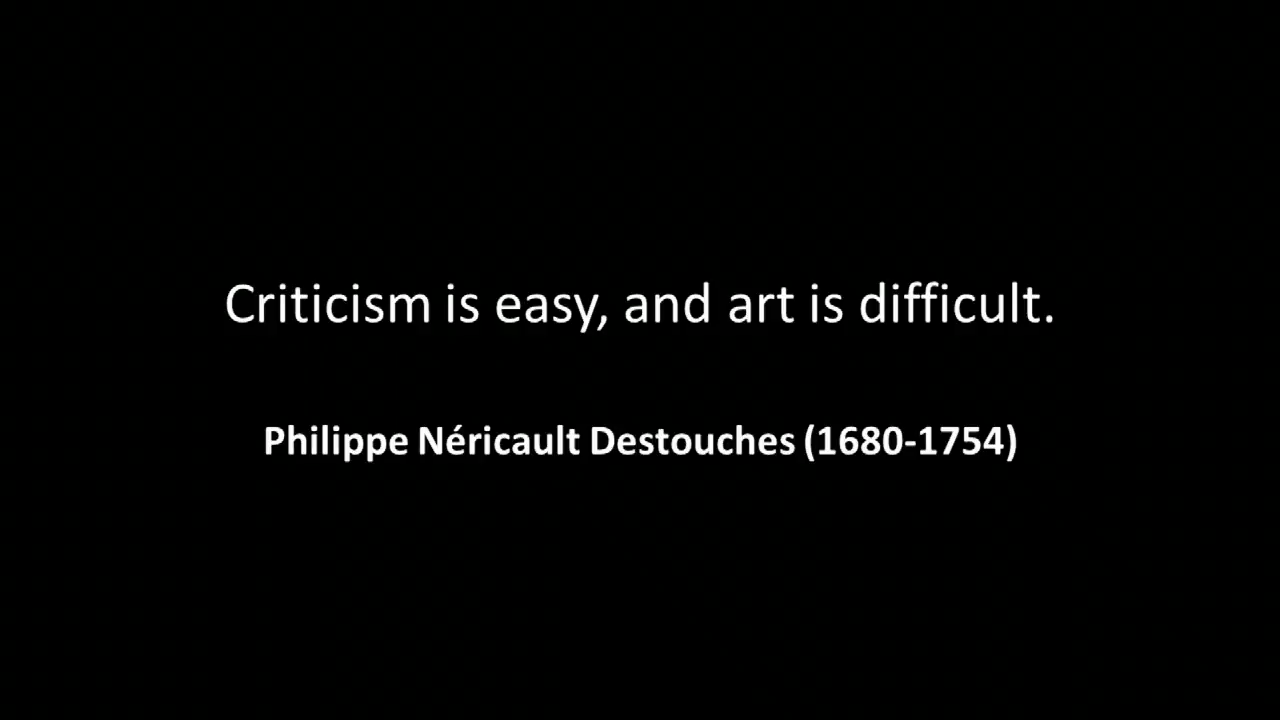 Criticism is easy, and art is difficult.
Philippe Néricault Destouches (1680-1754)